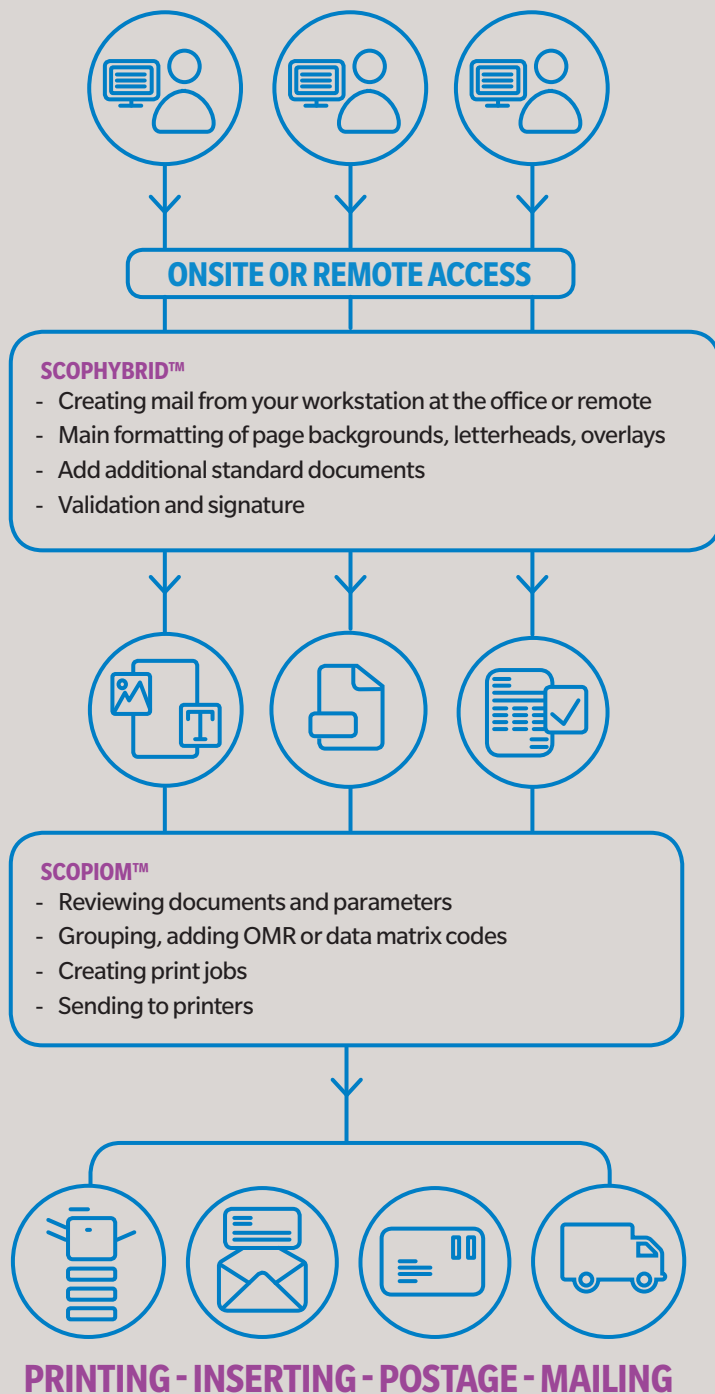 ONSITE OR REMOTE ACCESS
SCOPHYBRID™
- Creating mail from your workstation at the office or remote
- Main formatting of page backgrounds, letterheads, overlays
- Add additional standard documents
- Validation and signature
T
SCOPIOM™
- Reviewing documents and parameters
- Grouping, adding OMR or data matrix codes
- Creating print jobs
- Sending to printers
PRINTING - INSERTING - POSTAGE - MAILING